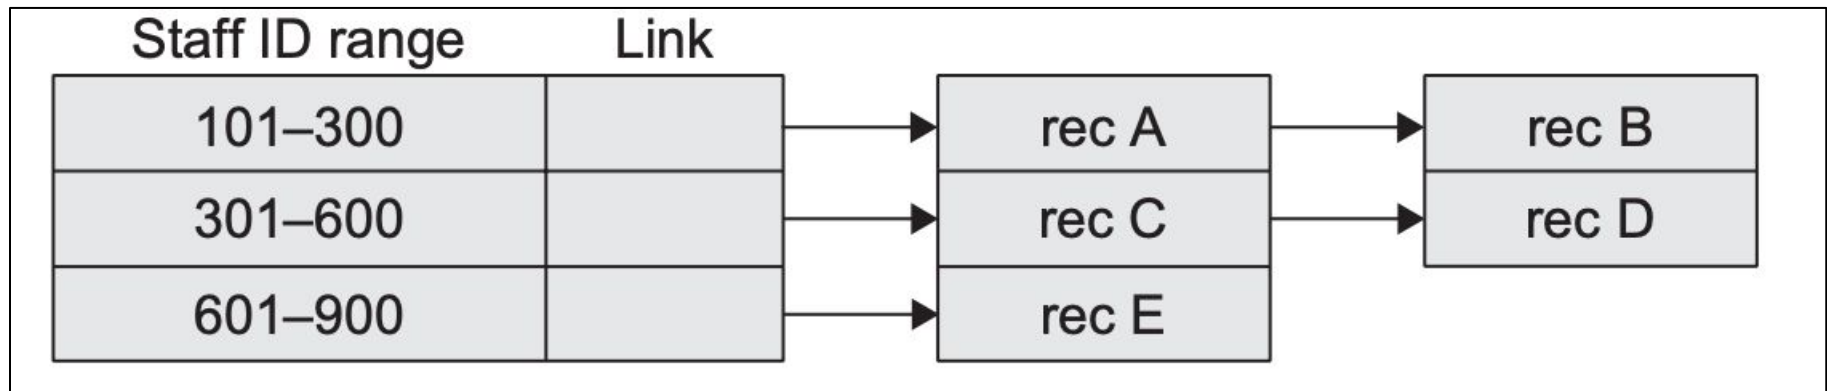 Staff ID range Link
101–300 rec A rec B
301–600 rec C rec D
601–900 rec E